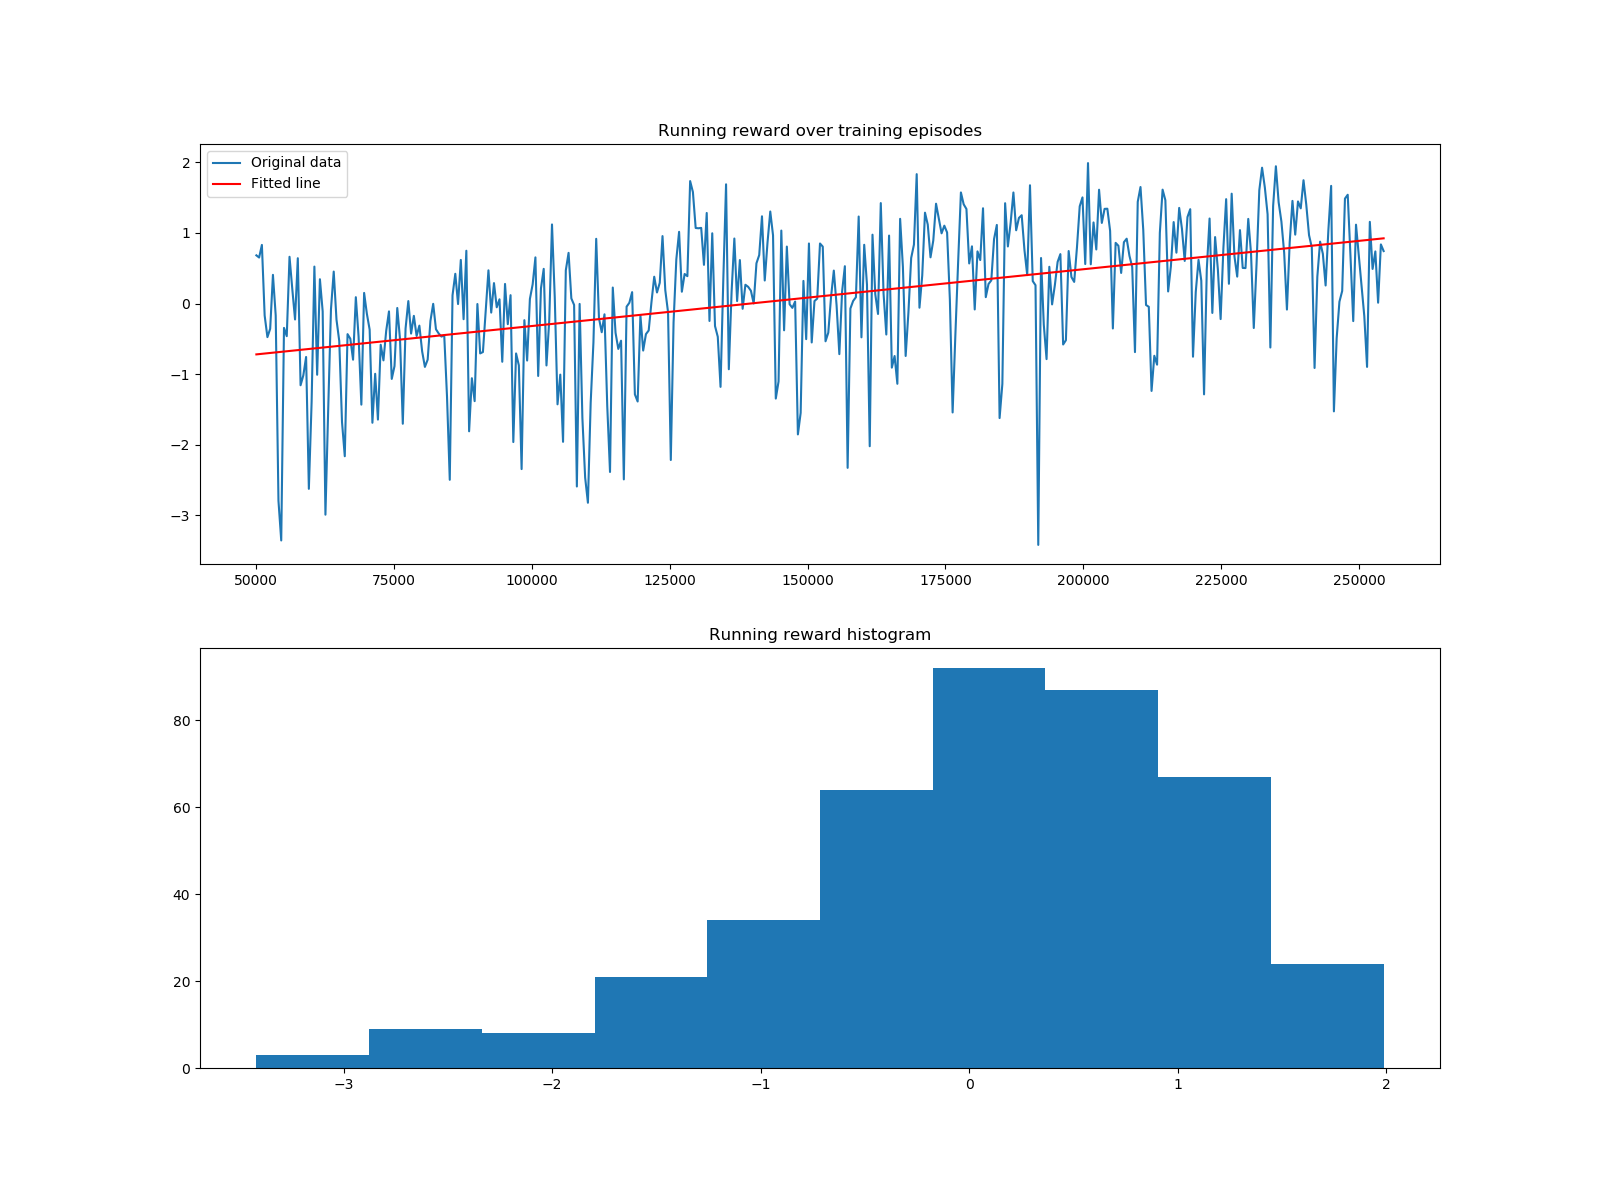 Running reward over training episodes
Original data
Fitted line
2
1
0
−1
−2
−3
50000 75000 100000 125000 150000 175000 200000 225000 250000
Running reward histogram
80
60
40
20
0
−3 −2 −1 0 1 2